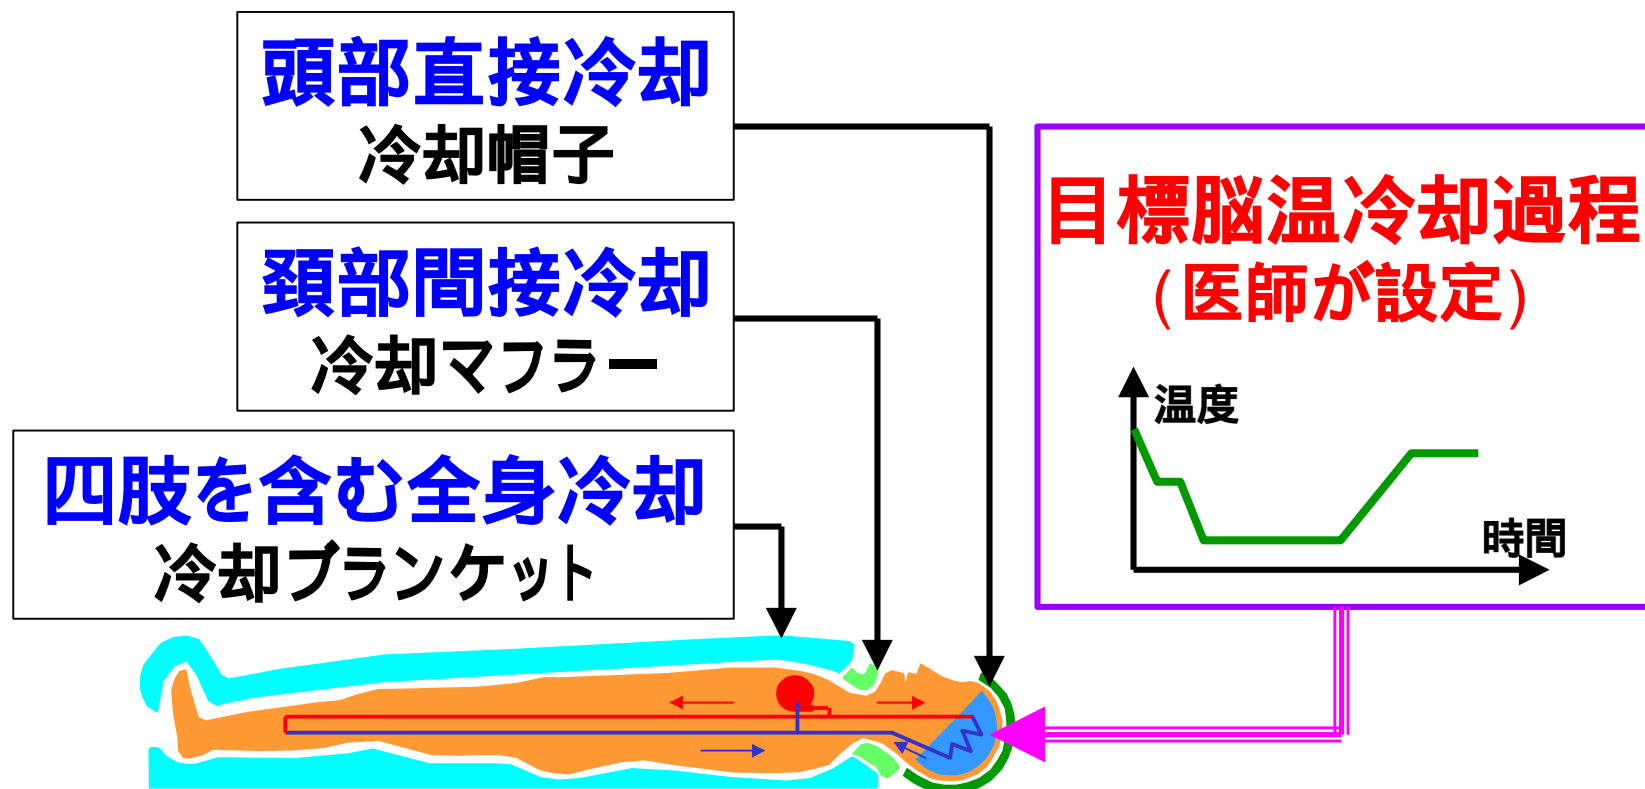 頭部直接冷却
冷却帽子
頚部間接冷却
冷却マフラー
四肢を含む全身冷却
冷却ブランケット
目標脳温冷却過程
(医師が設定)
温度
時間